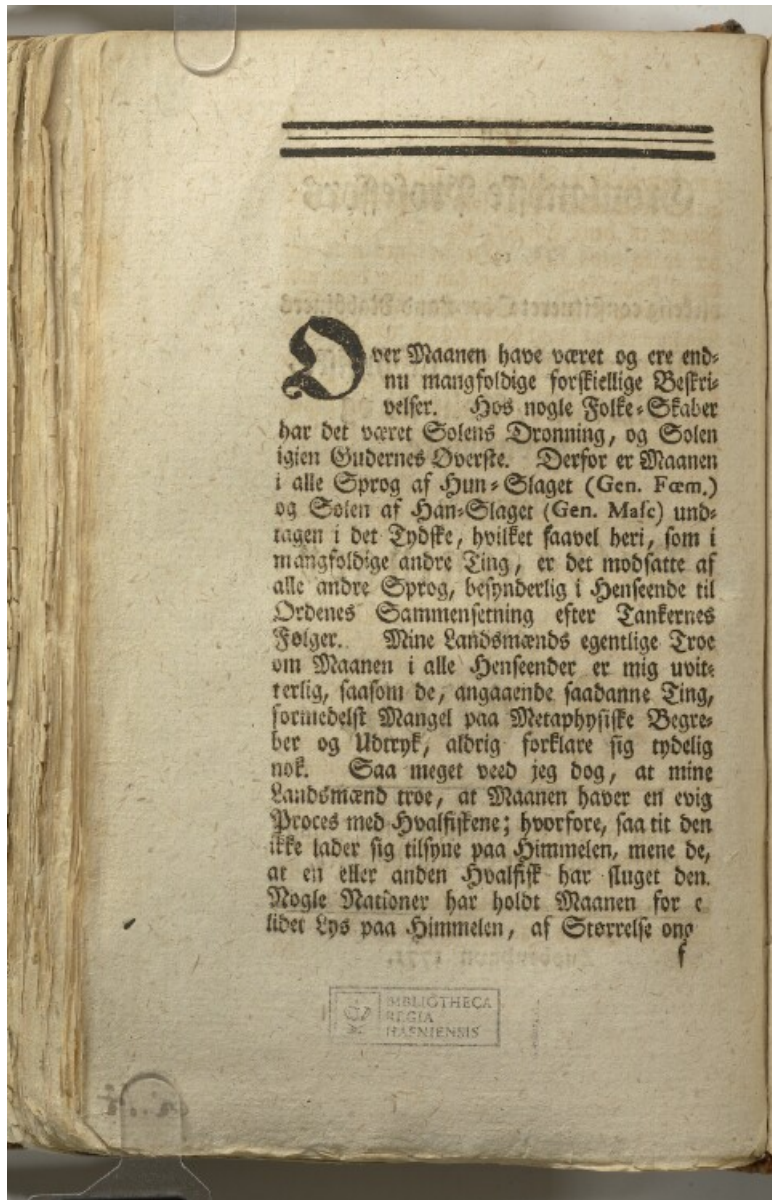 Over Maanen have været og ere end-
nu mangfoldige forskiellige Beskri-
velser. Hos nogle Folke-Skaber
har det været Solens Dronning, og Solen
igien Gudernes Øverste. Derfor er Maanen
i alle Sprog af Hun-Slaget (Gen. Fœm.)
og Solen af Han-Slaget (Gen. Masc) und-
tagen i det Tydske, hvilket saavel heri, som i
mangfoldige andre Ting, er det modsatte af
alle andre Sprog, besynderlig i Henseende til
Ordenes Sammensetning efter Tankernes
Følger. Mine Landsmænds egentlige Troe
om Maanen i alle Henseender er mig uvit-
terlig, saasom de, angaaende saadanne Ting,
formedelst Mangel paa Metaphysiske Begre-
ber og Udtryk, aldrig forklare sig tydelig
nok. Saa meget veed jeg dog, at mine
Landsmænd troe, at Maanen haver en evig
Proces med Hvalfiskene; hvorfore, saa tit den
ikke lader sig tilsyne paa Himmelen, mene de,
at en eller anden Hvalfisk har sluget den.
Nogle Nationer har holdt Maanen for e
lidet Lys paa Himmelen, af Størrelse
BIBLIOTHECA
REGIA
HAFNIENSIS